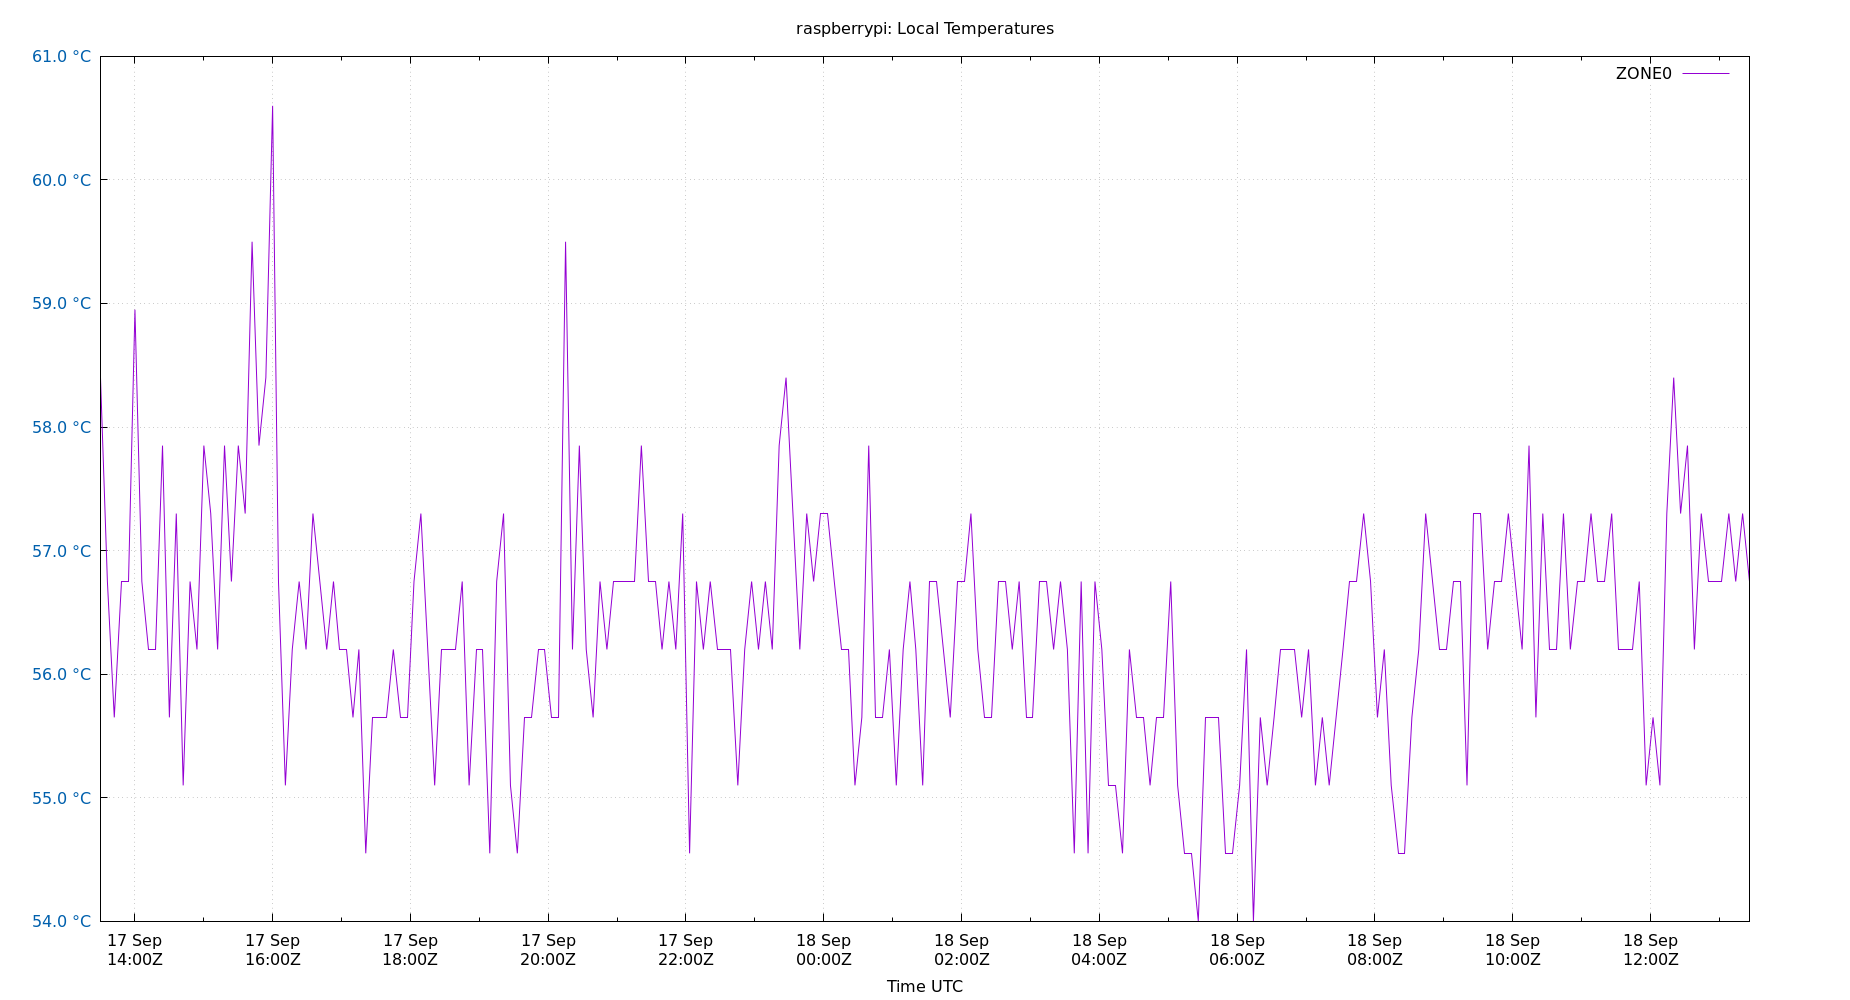 raspberrypi: Local Temperatures
61.0 °C
ZONE0
60.0 °C
59.0 °C
58.0 °C
57.0 °C
56.0 °C
55.0 °C
54.0 °C
17 Sep 17 Sep 17 Sep 17 Sep 17 Sep 18 Sep 18 Sep 18 Sep 18 Sep 18 Sep 18 Sep 18 Sep
14:00Z 16:00Z 18:00Z 20:00Z 22:00Z 00:00Z 02:00Z 04:00Z 06:00Z 08:00Z 10:00Z 12:00Z
Time UTC